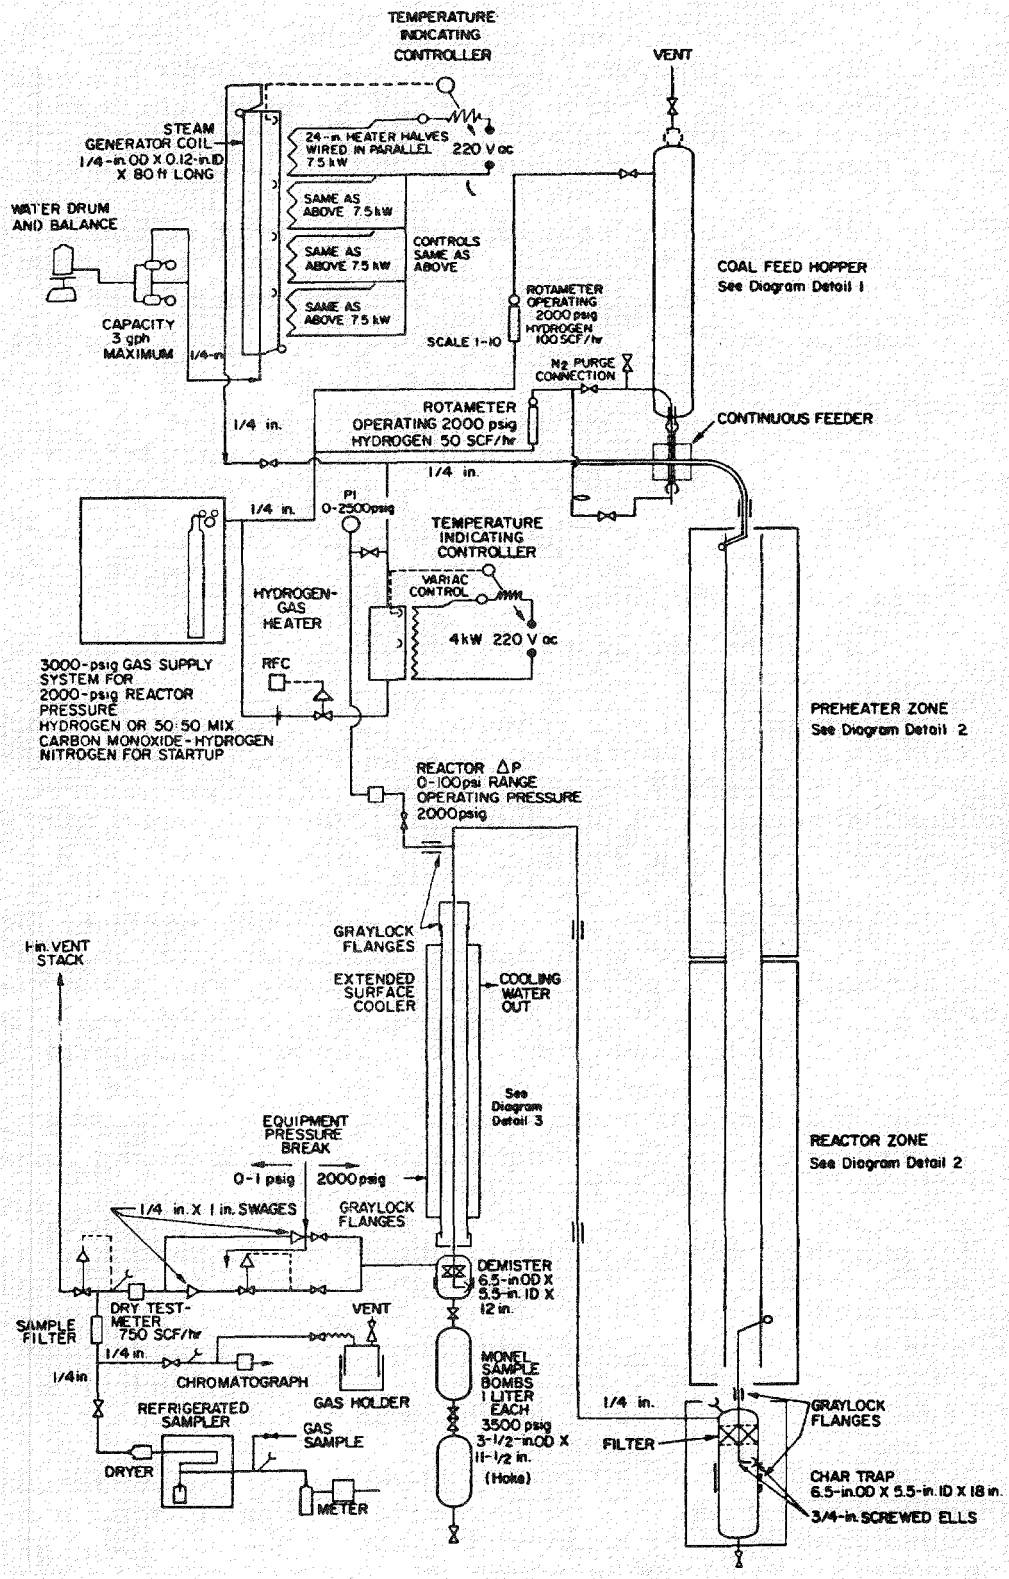 TEMPERATURE
INDICATING
CONTROLLER
VENT
STEAM
GENERATOR COIL
1/4-in. OD X 0.12-in. ID
X 80 ft LONG
24-in. HEATER HALVES
WIRED IN PARALLEL
7.5 kW
220 V ac
SAME AS
ABOVE 7.5 kW
SAME AS
ABOVE 7.5 kW
SAME AS
ABOVE 7.5 kW
CONTROLS
SAME AS
ABOVE
WATER DRUM
AND BALANCE
CAPACITY
3 gph
MAXIMUM
1/4-in
COAL FEED HOPPER
See Diagram Detail 1
ROTAMETER
OPERATING
2000 psig
HYDROGEN
100 SCF/hr
SCALE 1-10
N2 PURGE
CONNECTION
ROTAMETER
OPERATING 2000 psig
HYDROGEN 50 SCF/hr
CONTINUOUS FEEDER
1/4 in.
1/4 in.
1/4 in.
PI
0-2500psig
TEMPERATURE
INDICATING
CONTROLLER
VARIAC
CONTROL
HYDROGEN-
GAS
HEATER
4 kW 220 V ac
RFC
3000-psig GAS SUPPLY
SYSTEM FOR
2000-psig REACTOR
PRESSURE
HYDROGEN OR 50:50 MIX
CARBON MONOXIDE-HYDROGEN
NITROGEN FOR STARTUP
PREHEATER ZONE
See Diagram Detail 2
REACTOR ΔP
0-100psi RANGE
OPERATING PRESSURE
2000psig
GRAYLOCK
FLANGES
1-in. VENT
STACK
EXTENDED
SURFACE
COOLER
COOLING
WATER
OUT
See
Diagram
Detail 3
EQUIPMENT
PRESSURE
BREAK
0-1 psig
2000psig
REACTOR ZONE
See Diagram Detail 2
1/4 in. X 1 in. SWAGES
GRAYLOCK
FLANGES
DEMISTER
6.5-in. OD X
5.5-in. ID X
12 in.
DRY TEST-
METER
750 SCF/hr
SAMPLE
FILTER
VENT
1/4 in.
1/4 in
CHROMATOGRAPH
GAS HOLDER
MONEL
SAMPLE
BOMBS
1 LITER
EACH
3500 psig
3-1/2-in. OD X
11-1/2 in.
(Hoke)
REFRIGERATED
SAMPLER
GAS
SAMPLE
DRYER
METER
1/4 in.
FILTER
GRAYLOCK
FLANGES
CHAR TRAP
6.5-in. OD X 5.5-in. ID X 18 in.
3/4-in. SCREWED ELLS